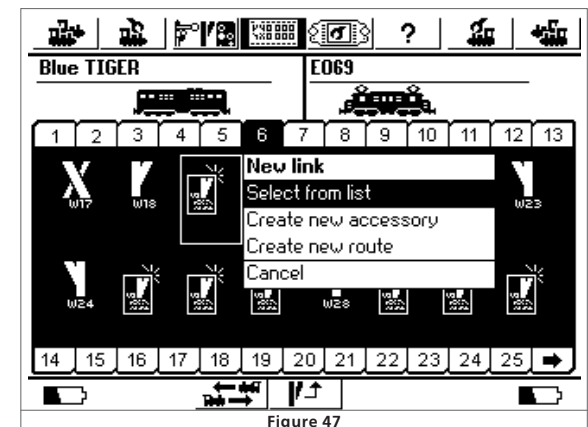 ?
Blue TIGER E069
1 2 3 4 5 6 7 8 9 10 11 12 13
New link
Select from list
W17 W18 W23
Create new accessory
Create new route
Cancel
W24 W28
14 15 16 17 18 19 20 21 22 23 24 25
Figure 47